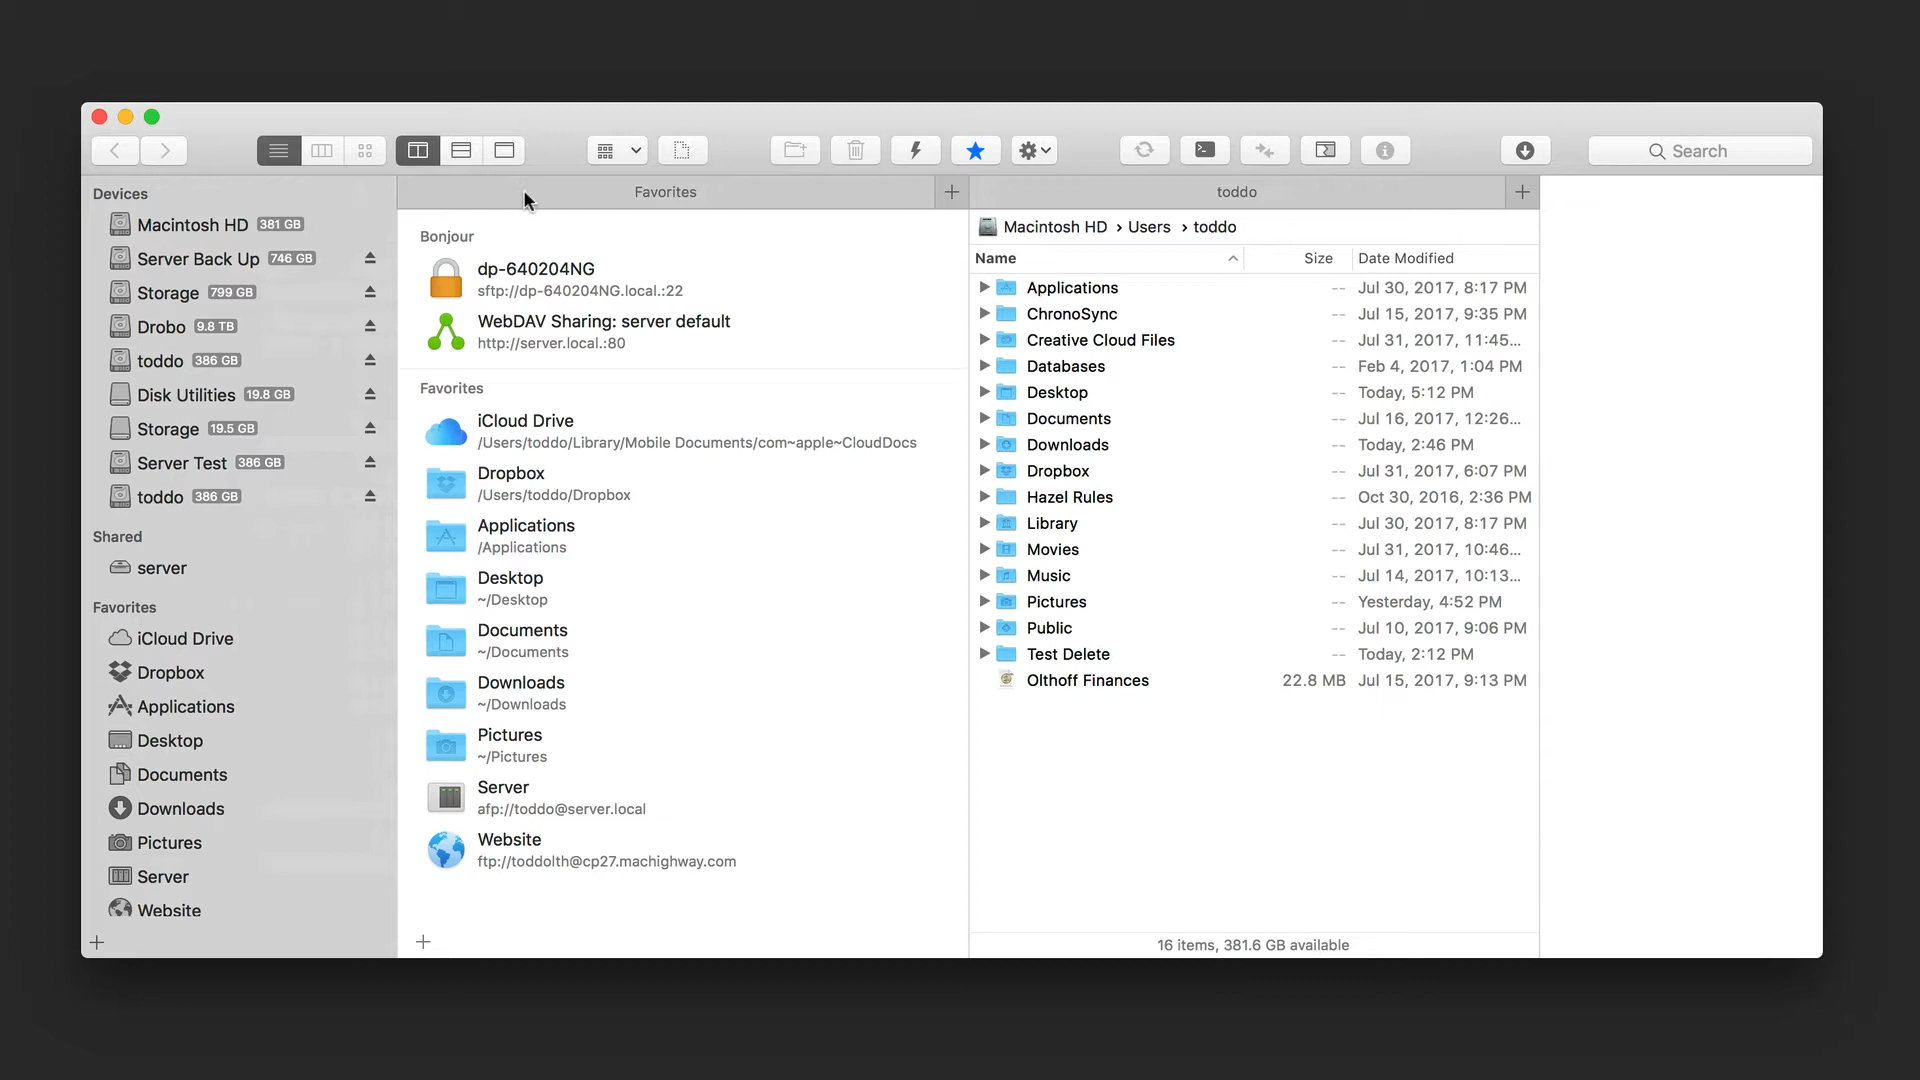 Search
Devices
Macintosh HD 381 GB
Server Back Up 746 GB
Storage 799 GB
Drobo 9.8 TB
toddo 386 GB
Disk Utilities 19.8 GB
Storage 19.5 GB
Server Test 386 GB
toddo 386 GB
Shared
server
Favorites
iCloud Drive
Dropbox
Applications
Desktop
Documents
Downloads
Pictures
Server
Website
Favorites
Bonjour
dp-640204NG
sftp://dp-640204NG.local.:22
WebDAV Sharing: server default
http://server.local.:80
Favorites
iCloud Drive
/Users/toddo/Library/Mobile Documents/com~apple~CloudDocs
Dropbox
/Users/toddo/Dropbox
Applications
/Applications
Desktop
~/Desktop
Documents
~/Documents
Downloads
~/Downloads
Pictures
~/Pictures
Server
afp://toddo@server.local
Website
ftp://toddolth@cp27.machighway.com
toddo
Macintosh HD › Users › toddo
Name Size Date Modified
Applications -- Jul 30, 2017, 8:17 PM
ChronoSync -- Jul 15, 2017, 9:35 PM
Creative Cloud Files -- Jul 31, 2017, 11:45...
Databases -- Feb 4, 2017, 1:04 PM
Desktop -- Today, 5:12 PM
Documents -- Jul 16, 2017, 12:26...
Downloads -- Today, 2:46 PM
Dropbox -- Jul 31, 2017, 6:07 PM
Hazel Rules -- Oct 30, 2016, 2:36 PM
Library -- Jul 30, 2017, 8:17 PM
Movies -- Jul 31, 2017, 10:46...
Music -- Jul 14, 2017, 10:13...
Pictures -- Yesterday, 4:52 PM
Public -- Jul 10, 2017, 9:06 PM
Test Delete -- Today, 2:12 PM
Olthoff Finances 22.8 MB Jul 15, 2017, 9:13 PM
16 items, 381.6 GB available